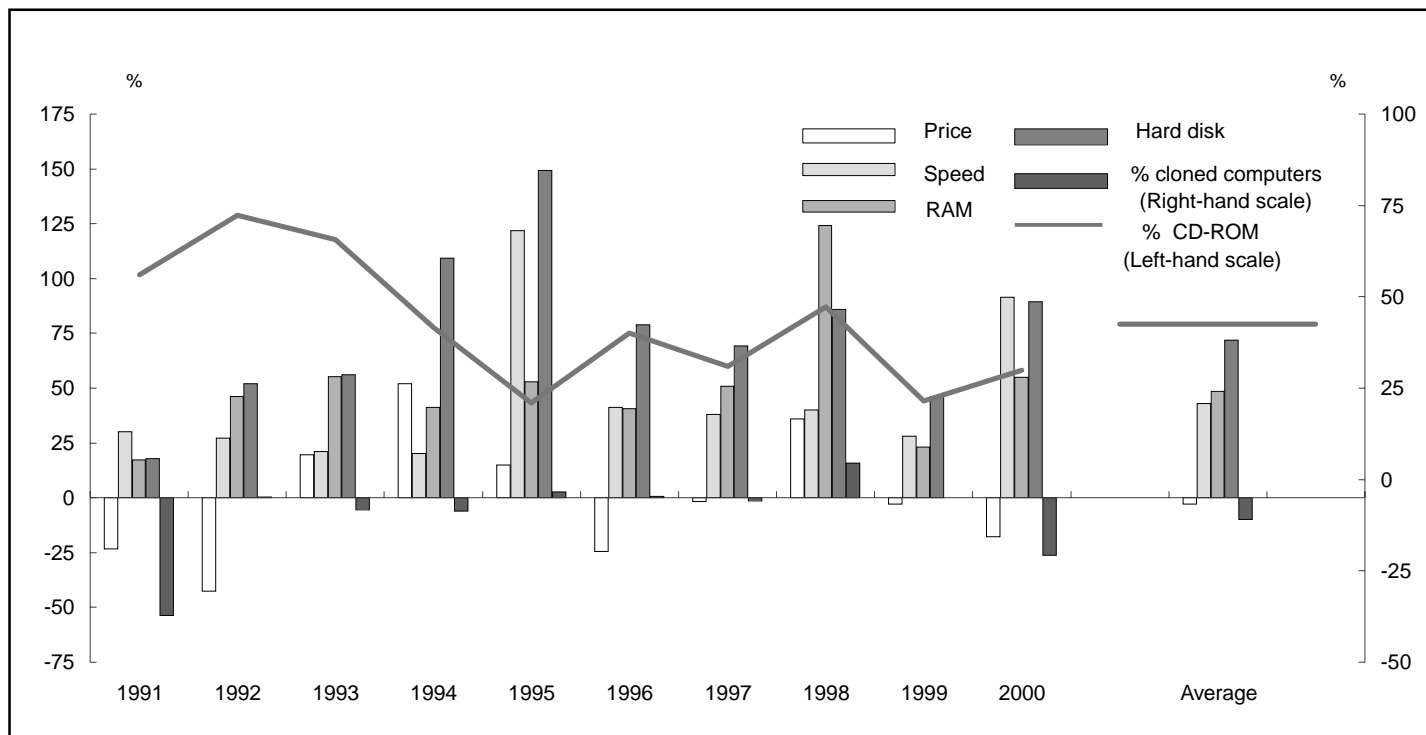 % %
175 100
Price Hard disk
150 Speed % cloned computers
(Right-hand scale)
RAM
125 75
% CD-ROM
(Left-hand scale)
100
50
75
50
25
25
0 0
-25
-25
-50
-75 -50
1991 1992 1993 1994 1995 1996 1997 1998 1999 2000 Average